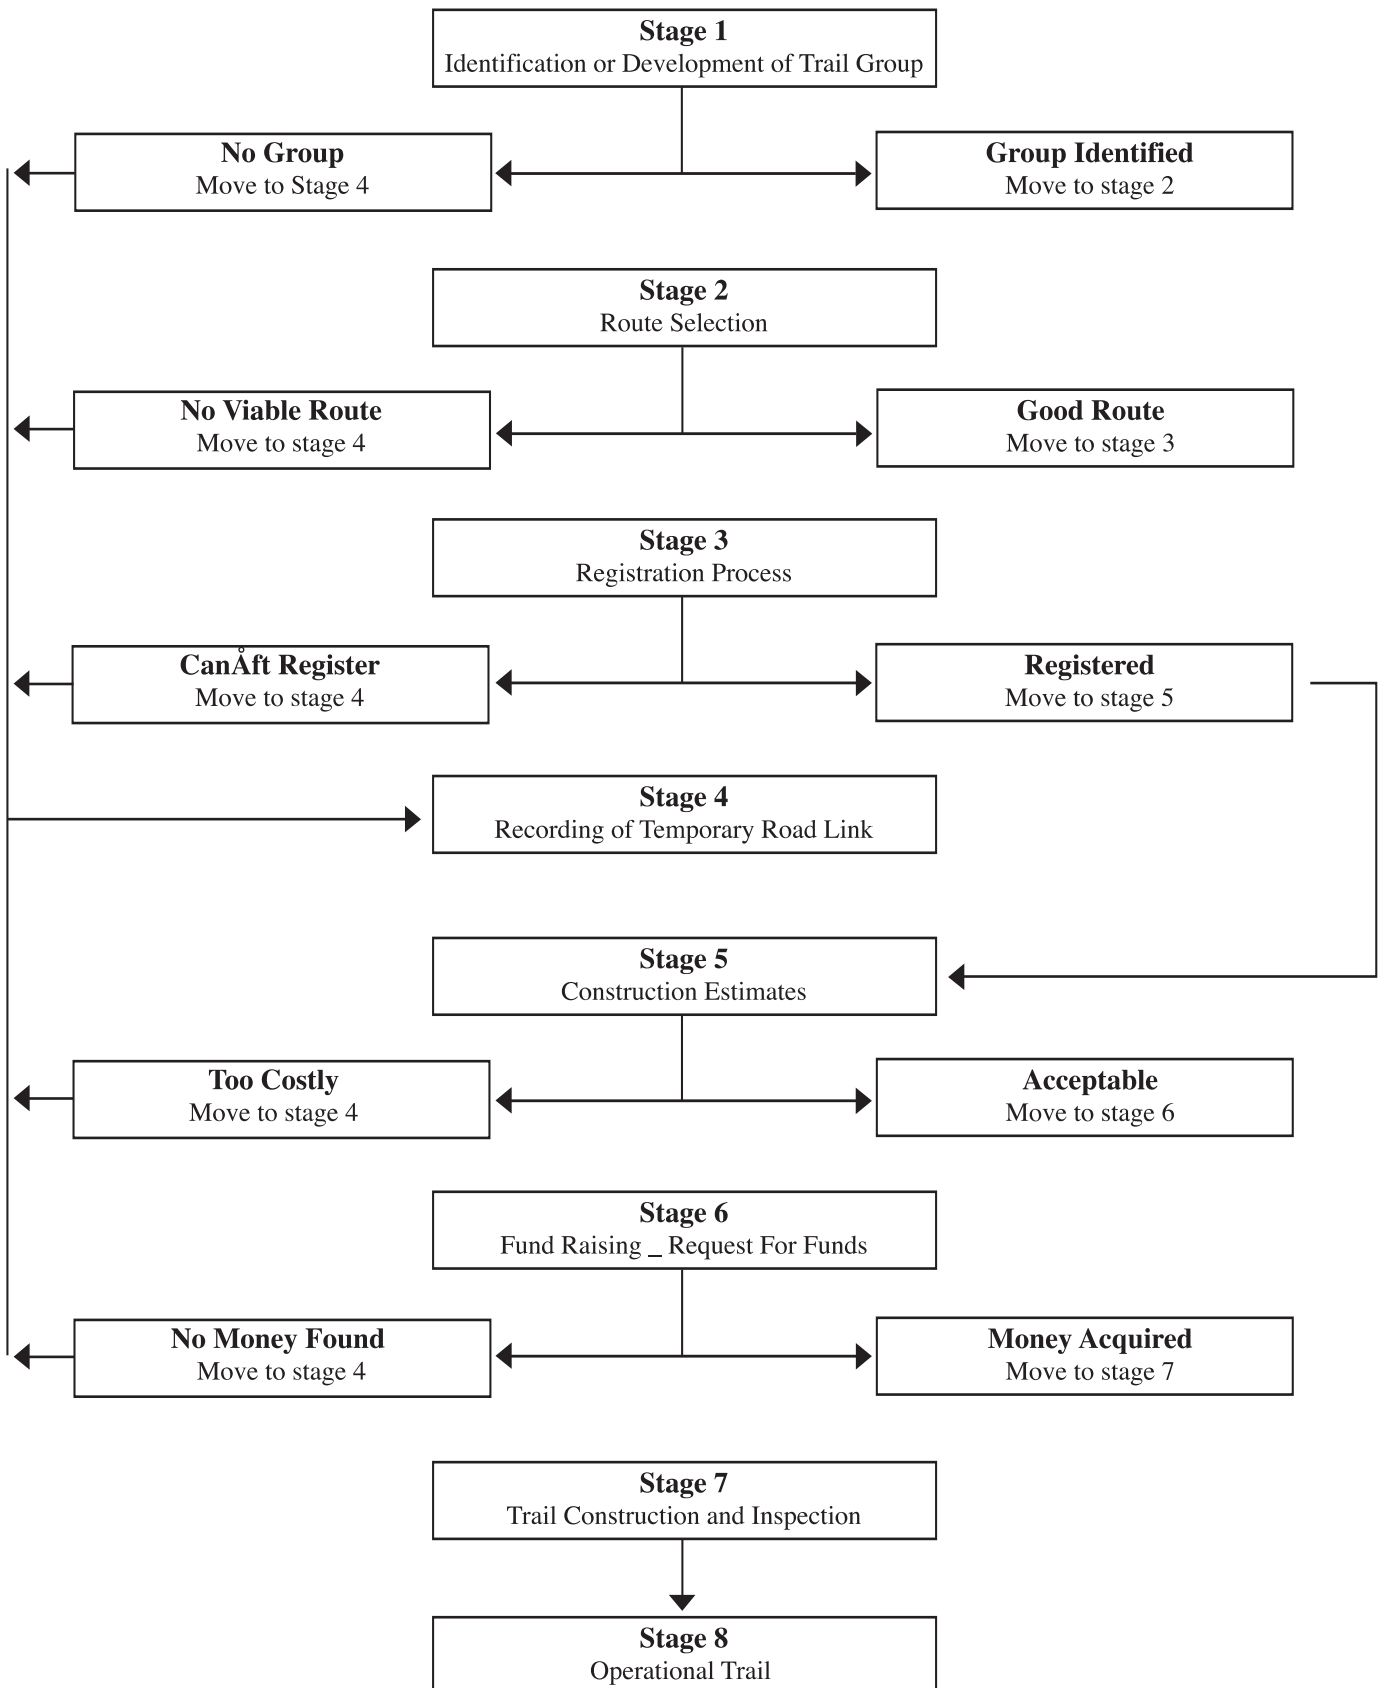 Stage 1
Identification or Development of Trail Group
No Group
Move to Stage 4
Group Identified
Move to stage 2
Stage 2
Route Selection
No Viable Route
Move to stage 4
Good Route
Move to stage 3
Stage 3
Registration Process
CanÅft Register
Move to stage 4
Registered
Move to stage 5
Stage 4
Recording of Temporary Road Link
Stage 5
Construction Estimates
Too Costly
Move to stage 4
Acceptable
Move to stage 6
Stage 6
Fund Raising _ Request For Funds
No Money Found
Move to stage 4
Money Acquired
Move to stage 7
Stage 7
Trail Construction and Inspection
Stage 8
Operational Trail